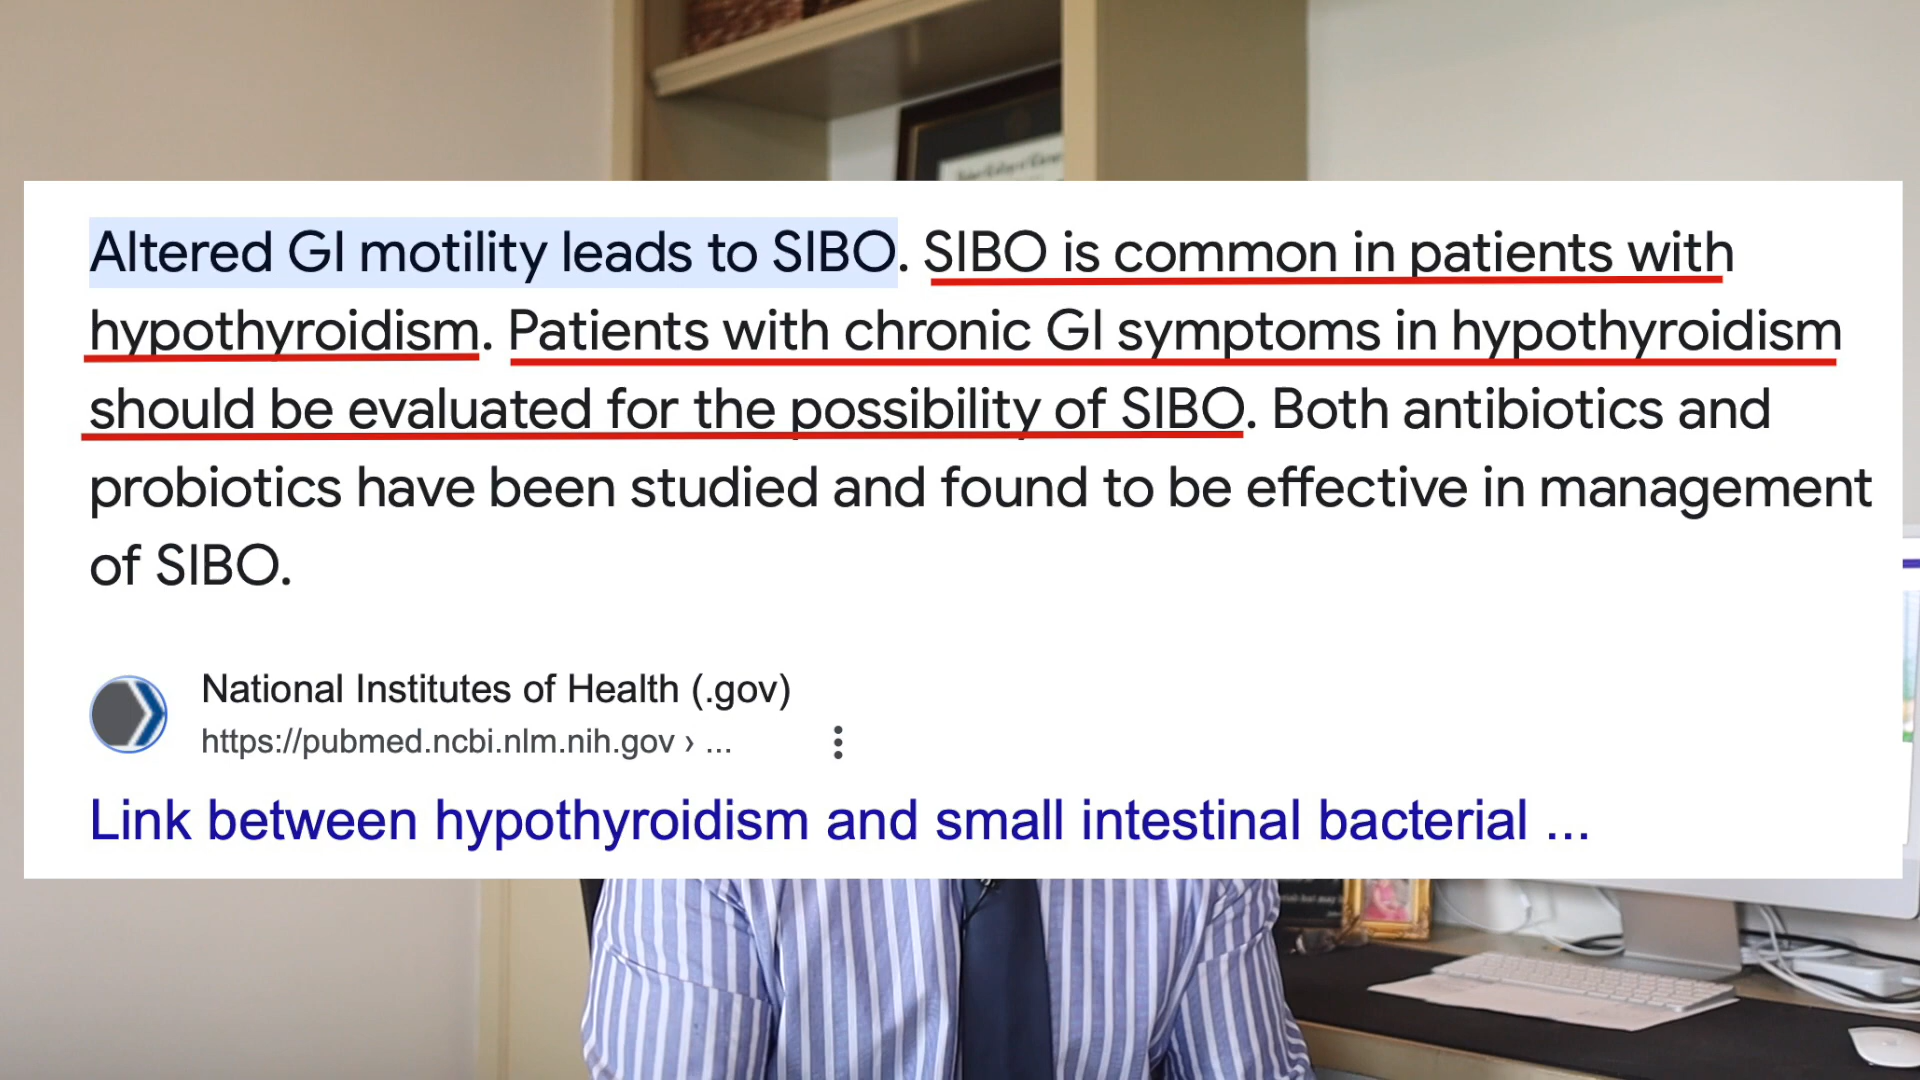 Altered GI motility leads to SIBO. SIBO is common in patients with
hypothyroidism. Patients with chronic GI symptoms in hypothyroidism
should be evaluated for the possibility of SIBO. Both antibiotics and
probiotics have been studied and found to be effective in management
of SIBO.
National Institutes of Health (.gov)
https://pubmed.ncbi.nlm.nih.gov › ...
Link between hypothyroidism and small intestinal bacterial ...